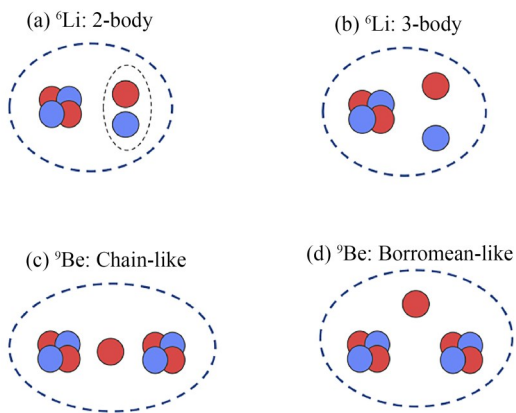 (a) ⁶Li: 2-body
(b) ⁶Li: 3-body
(c) ⁹Be: Chain-like
(d) ⁹Be: Borromean-like